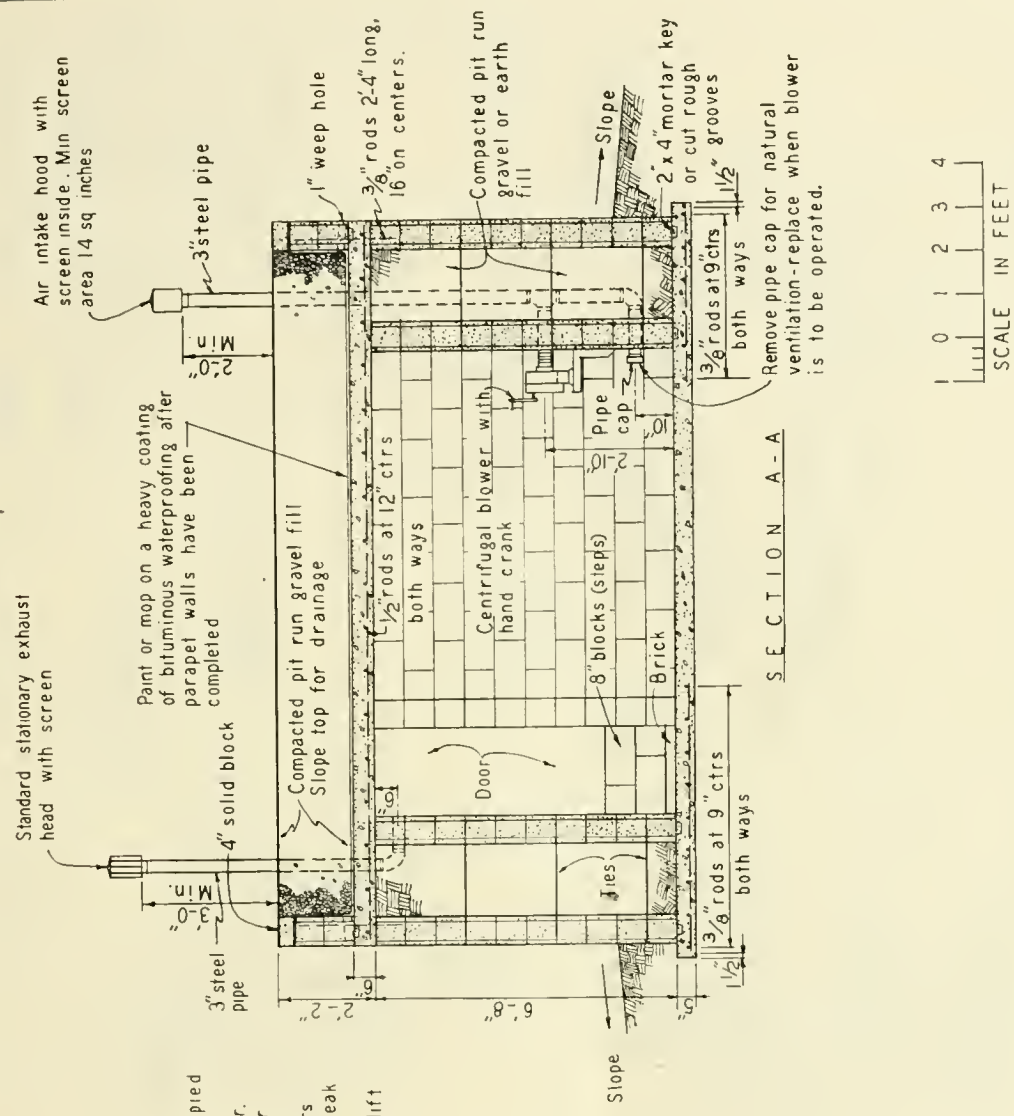 Standard stationary exhaust
head with screen
Air intake hood with
screen inside. Min screen
area 14 sq inches
3" steel pipe
Paint or mop on a heavy coating
of bituminous waterproofing after
parapet walls have been
completed
2'-0"
Min.
3'-0"
Min.
3" steel
pipe
4" solid block
Compacted pit run gravel fill
Slope top for drainage
1" weep hole
3/8" rods 2'-4" long,
16" on centers.
Compacted pit run
gravel or earth
fill
2'-2"
6"
6"
1/2" rods at 12" ctrs
both ways
Centrifugal blower with
hand crank
Door
8" blocks (steps)
Brick
Ties
Pipe
cap
2'-10"
10"
6'-8"
5"
Slope
Slope
2" x 4" mortar key
or cut rough
grooves
1 1/2"
3/8" rods at 9" ctrs
both ways
1 1/2"
3/8" rods at 9" ctrs
both ways
Remove pipe cap for natural
ventilation-replace when blower
is to be operated.
SECTION A-A
1 0 1 2 3 4
SCALE IN FEET
pied
r.
r
rs
eak
lift